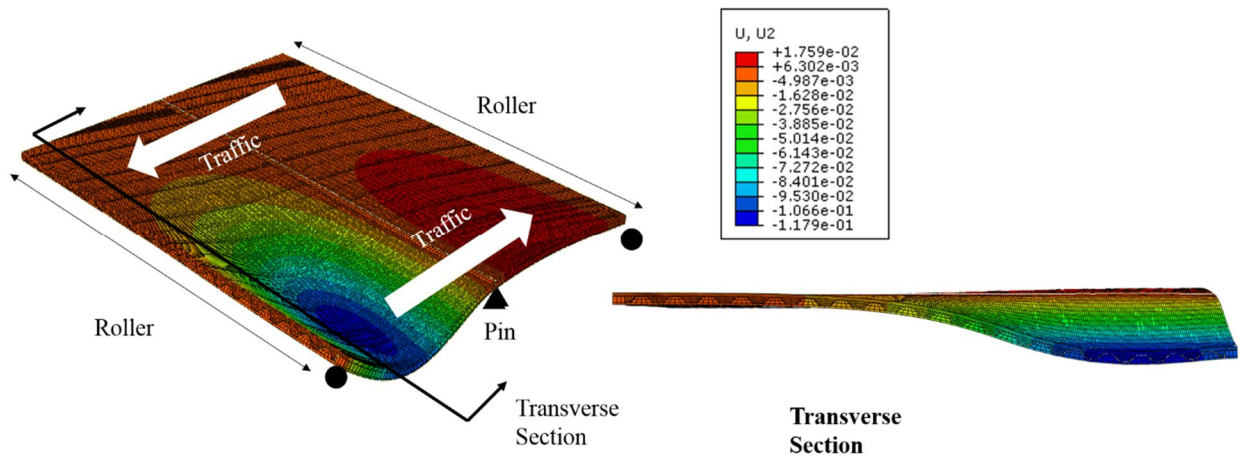 U, U2
+1.759e-02
+6.302e-03
-4.987e-03
-1.628e-02
-2.756e-02
-3.885e-02
-5.014e-02
-6.143e-02
-7.272e-02
-8.401e-02
-9.530e-02
-1.066e-01
-1.179e-01
Roller
Traffic
Traffic
Roller
Pin
Transverse
Section
Transverse
Section